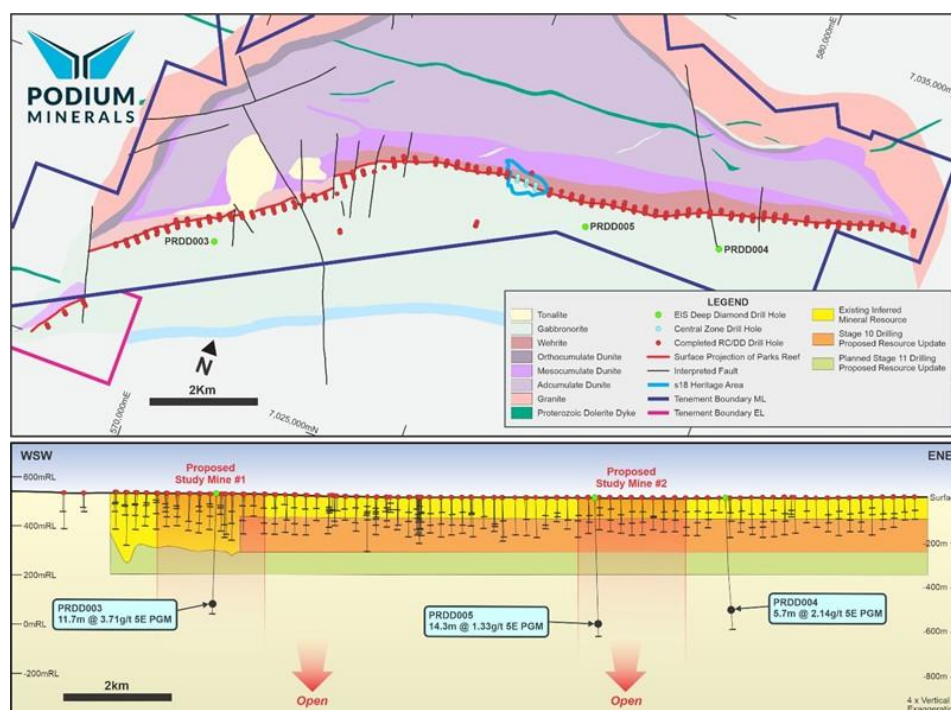 PODIUM
MINERALS
580,000mE
7,035,000mN
PRDD003
PRDD005
PRDD004
N
2Km
570,000mE
7,025,000mN
LEGEND
Tonalite
Gabbronorite
Wehrite
Orthocumulate Dunite
Mesocumulate Dunite
Adcumulate Dunite
Granite
Proterozoic Dolerite Dyke
EIS Deep Diamond Drill Hole
Central Zone Drill Hole
Completed RC/DD Drill Hole
Surface Projection of Parks Reef
Interpreted Fault
s18 Heritage Area
Tenement Boundary ML
Tenement Boundary EL
Existing Inferred
Mineral Resource
Stage 10 Drilling
Proposed Resource Update
Planned Stage 11 Drilling
Proposed Resource Update
WSW
ENE
600mRL
400mRL
200mRL
0mRL
-200mRL
Proposed
Study Mine #1
Proposed
Study Mine #2
Surfa
-200m
-400m
-600m
-800m
PRDD003
11.7m @ 3.71g/t 5E PGM
PRDD005
14.3m @ 1.33g/t 5E PGM
PRDD004
5.7m @ 2.14g/t 5E PGM
2km
Open
Open
4 x Vertical
Exaggeration